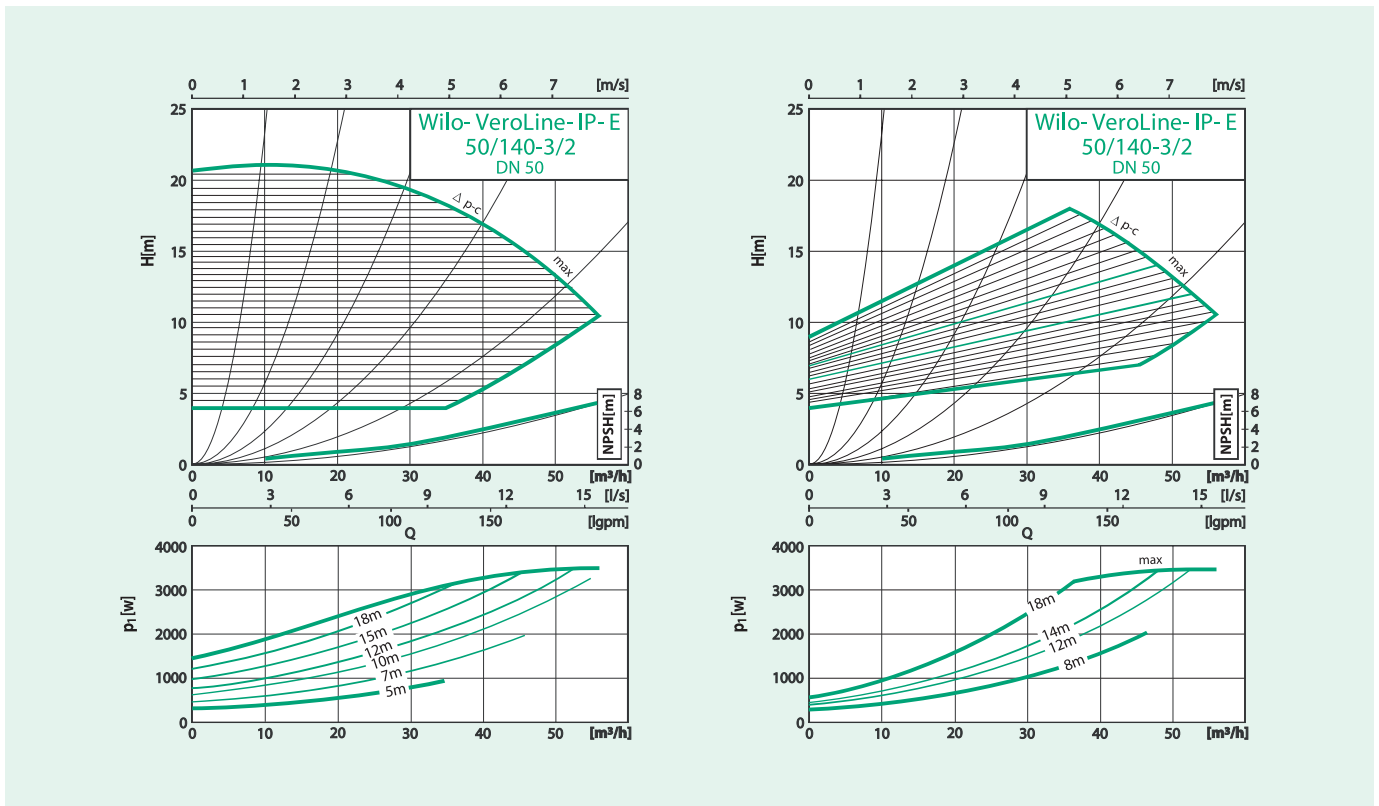 0 1 2 3 4 5 6 7 [m/s]
25
20
15
10
5
0
H[m]
Wilo- VeroLine- IP- E
50/140-3/2
DN 50
Δ p-c
max
8
6
4
2
0
NPSH[m]
10 20 30 40 50 [m³/h]
0 3 6 9 12 15 [l/s]
0 50 100 150 [lgpm]
Q
4000
3000
2000
1000
0
p₁[w]
18m
15m
12m
10m
7m
5m
0 10 20 30 40 50 [m³/h]
0 1 2 3 4 5 6 7 [m/s]
25
20
15
10
5
0
H[m]
Wilo- VeroLine- IP- E
50/140-3/2
DN 50
Δ p-c
max
8
6
4
2
0
NPSH[m]
10 20 30 40 50 [m³/h]
0 3 6 9 12 15 [l/s]
0 50 100 150 [lgpm]
Q
4000
3000
2000
1000
0
p₁[w]
max
18m
14m
12m
8m
0 10 20 30 40 50 [m³/h]